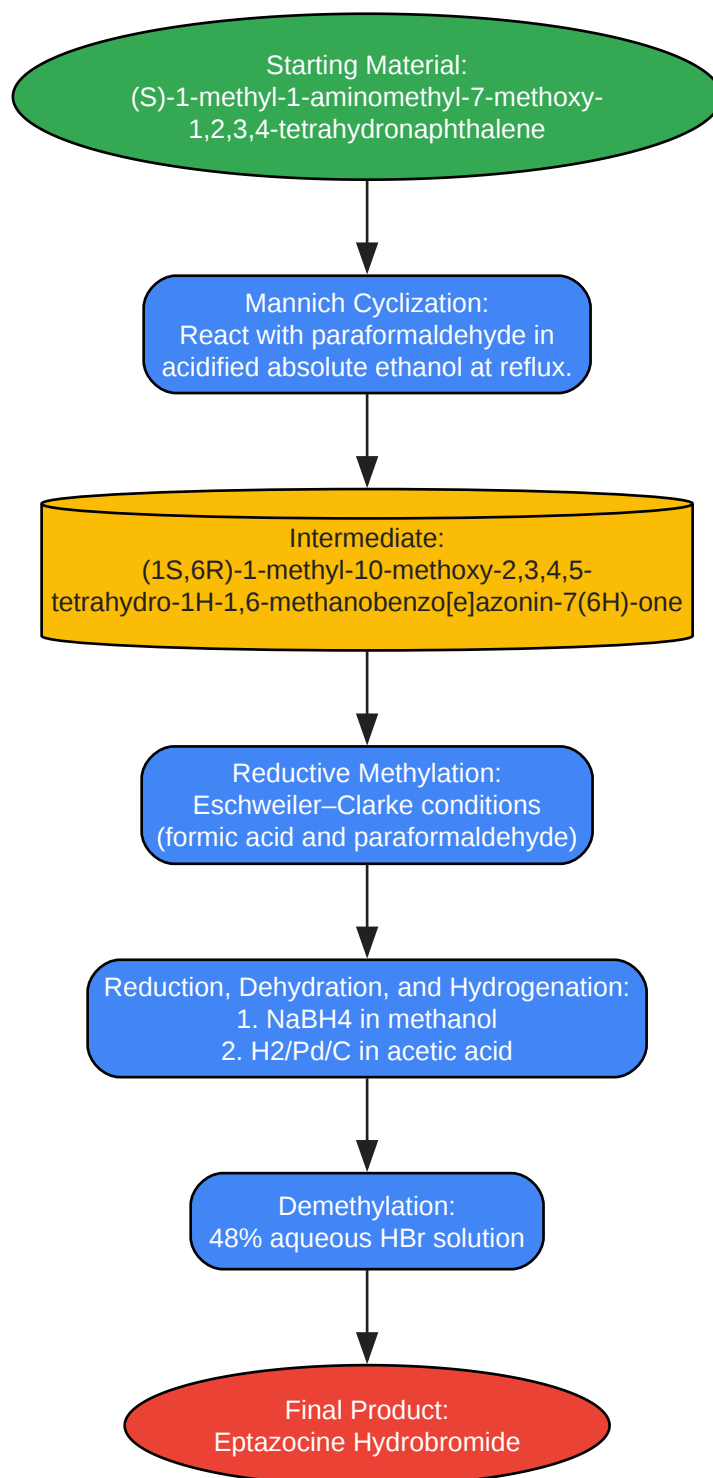 Starting Material:
(S)-1-methyl-1-aminomethyl-7-methoxy-
1,2,3,4-tetrahydronaphthalene
Mannich Cyclization:
React with paraformaldehyde in
acidified absolute ethanol at reflux.
Intermediate:
(1S,6R)-1-methyl-10-methoxy-2,3,4,5-
tetrahydro-1H-1,6-methanobenzo[e]azonin-7(6H)-one
Reductive Methylation:
Eschweiler–Clarke conditions
(formic acid and paraformaldehyde)
Reduction, Dehydration, and Hydrogenation:
1. NaBH4 in methanol
2. H2/Pd/C in acetic acid
Demethylation:
48% aqueous HBr solution
Final Product:
Eptazocine Hydrobromide